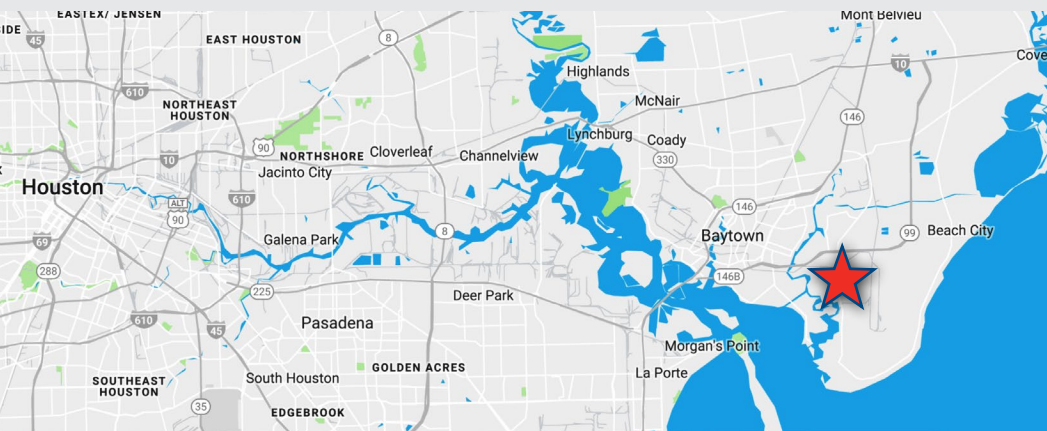 EASTEX/ JENSEN
Mont Belvieu
SIDE
45
8
EAST HOUSTON
Cove
10
Highlands
610
McNair
NORTHEAST
HOUSTON
146
Lynchburg
Coady
90
NORTHSHORE
Cloverleaf
Channelview
330
10
Jacinto City
Houston
610
ALT
90
146
8
99
Beach City
Baytown
69
Galena Park
288
146B
225
Deer Park
610
Pasadena
45
Morgan's Point
GOLDEN ACRES
La Porte
South Houston
SOUTHEAST
HOUSTON
35
EDGEBROOK